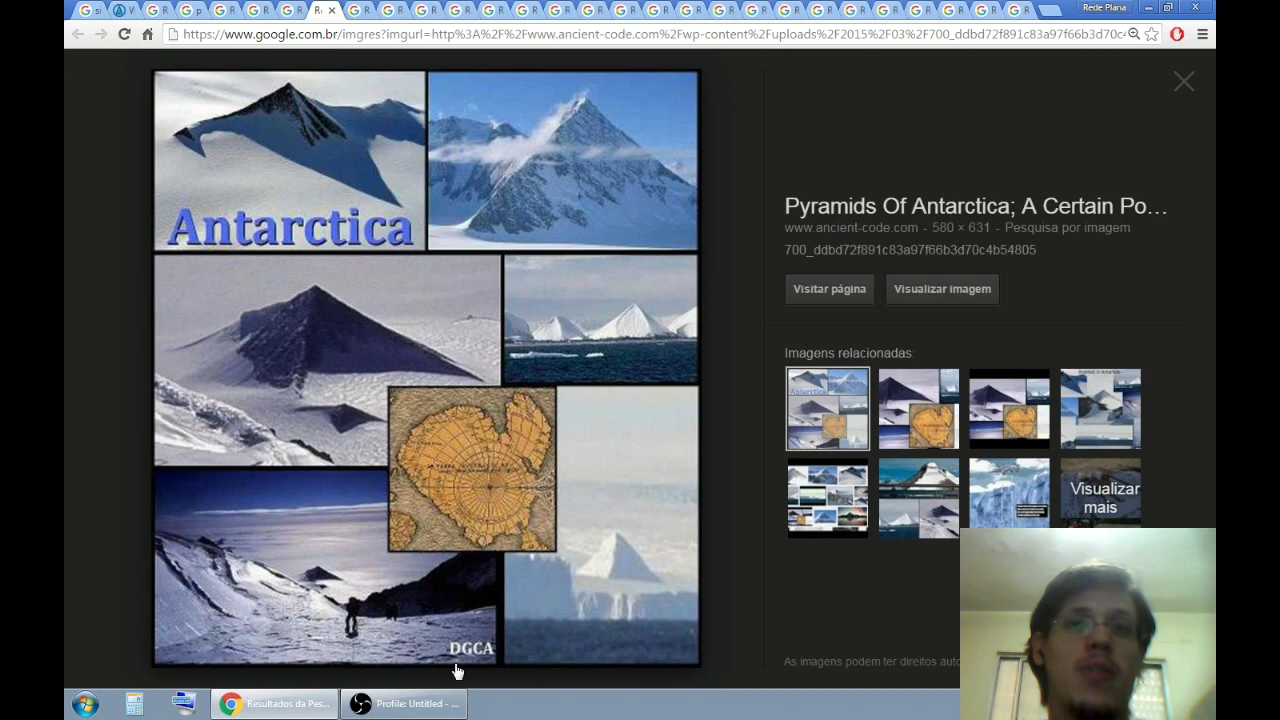 Rede Plana
https://www.google.com.br/imgres?imgurl=http%3A%2F%2Fwww.ancient-code.com%2Fwp-content%2Fuploads%2F2015%2F03%2F700_ddbd72f891c83a97f66b3d70c4
Antarctica
DGCA
Pyramids Of Antarctica; A Certain Po...
www.ancient-code.com - 580 × 631 - Pesquisa por imagem
700_ddbd72f891c83a97f66b3d70c4b54805
Visitar página
Visualizar imagem
Imagens relacionadas:
Antarctica
Visualizar
mais
As imagens podem ter direitos auto
Resultados da Pes...
Profile: Untitled - ...